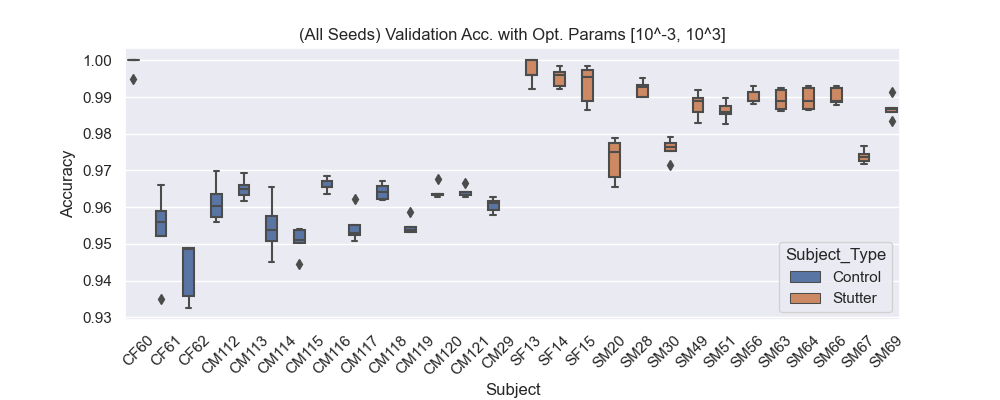 (All Seeds) Validation Acc. with Opt. Params [10^-3, 10^3]
1.00
0.99
0.98
0.97
0.96
0.95
0.94
0.93
Accuracy
Subject_Type
Control
Stutter
CF60
CF61
CF62
CM112
CM113
CM114
CM115
CM116
CM117
CM118
CM119
CM120
CM121
CM29
SF13
SF14
SF15
SM20
SM28
SM30
SM49
SM51
SM56
SM63
SM64
SM66
SM67
SM69
Subject